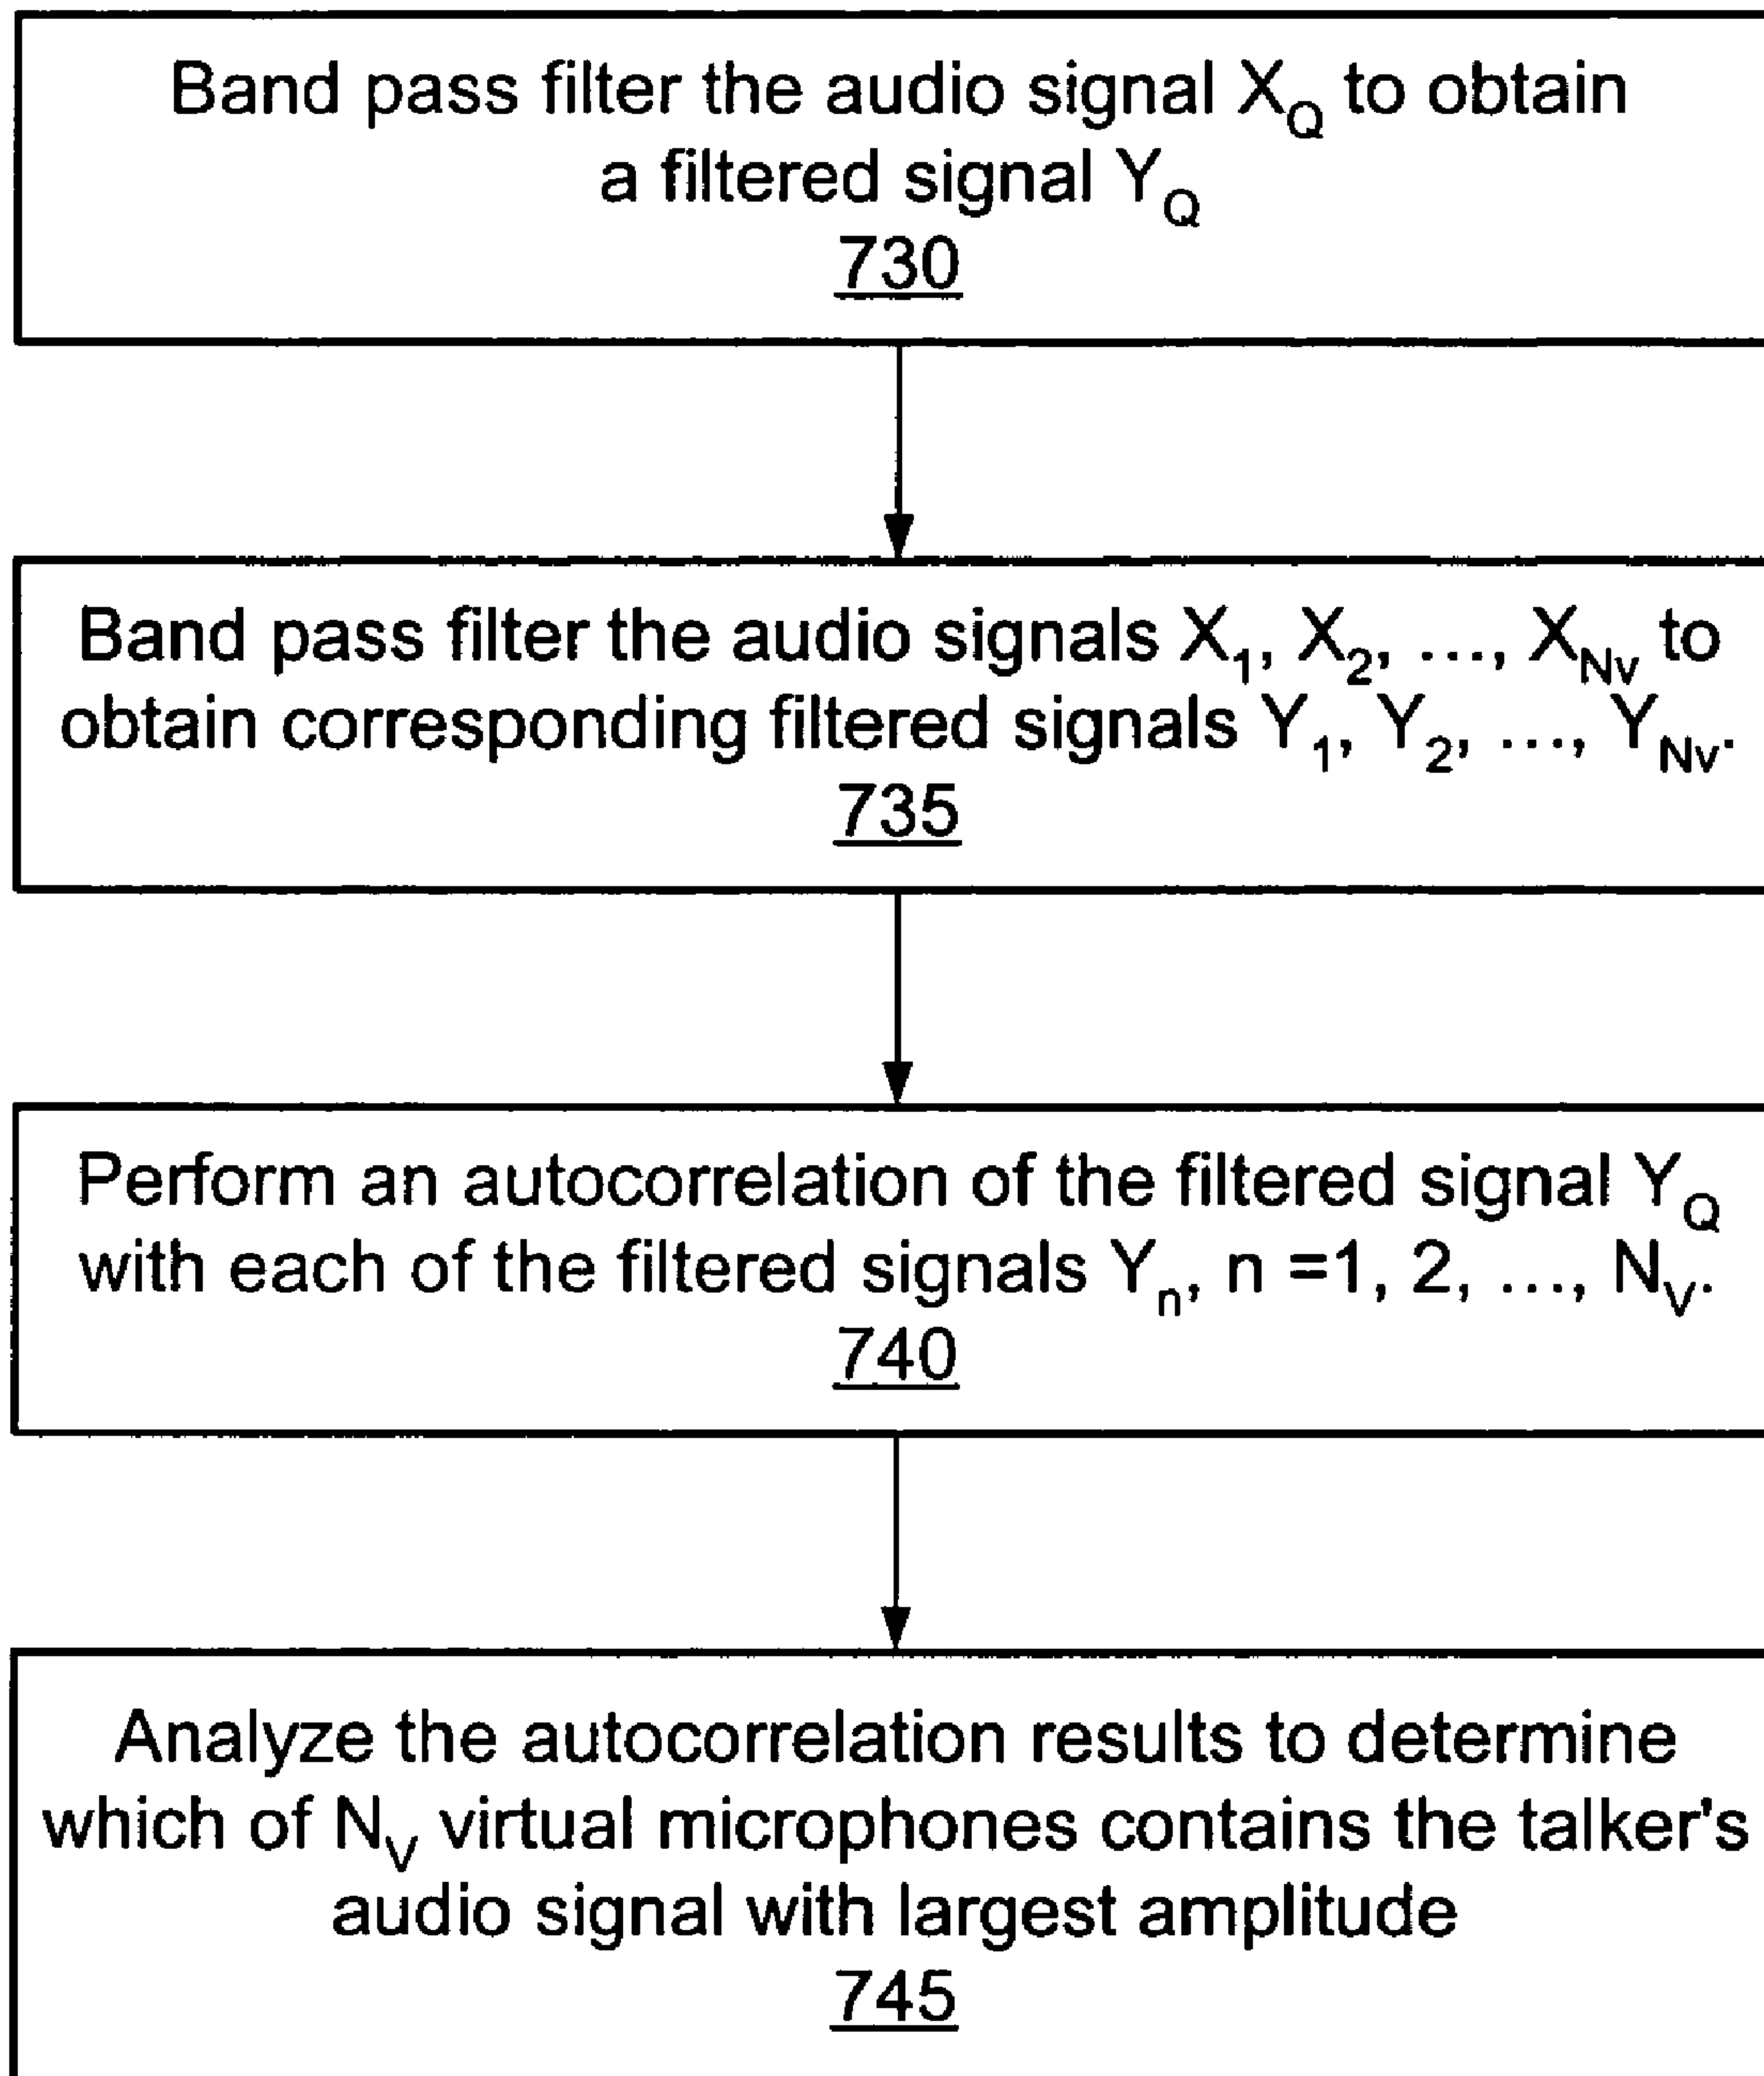 Band pass filter the audio signal X_Q to obtain
a filtered signal Y_Q
730
Band pass filter the audio signals X_1, X_2, ..., X_Nv to
obtain corresponding filtered signals Y_1, Y_2, ..., Y_Nv.
735
Perform an autocorrelation of the filtered signal Y_Q
with each of the filtered signals Y_n, n =1, 2, ..., N_V.
740
Analyze the autocorrelation results to determine
which of N_V virtual microphones contains the talker's
audio signal with largest amplitude
745